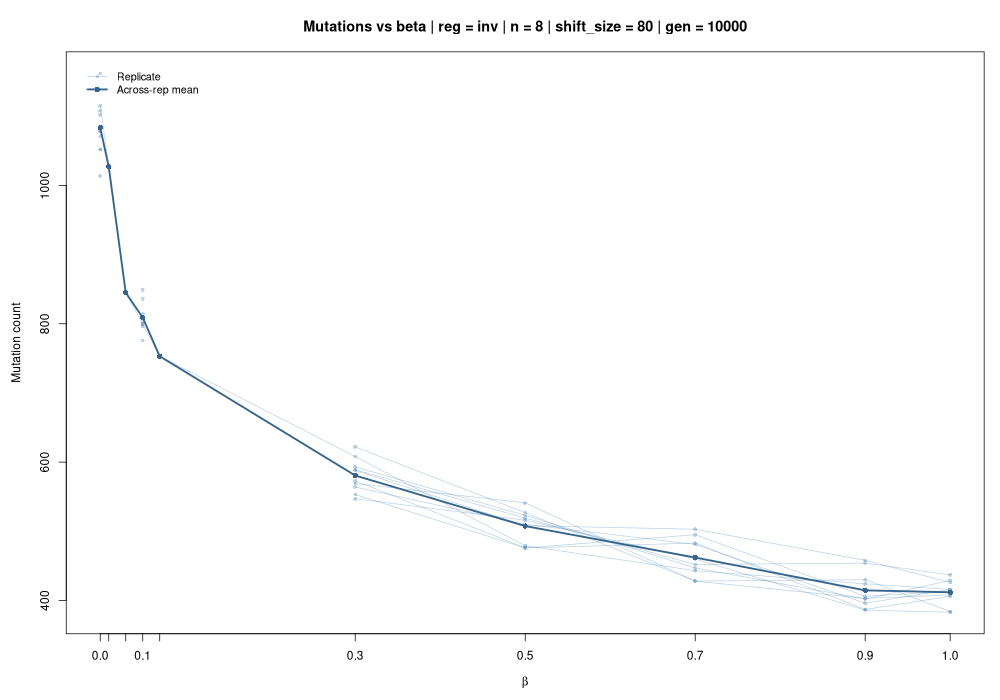 Mutations vs beta | reg = inv | n = 8 | shift_size = 80 | gen = 10000
Replicate
Across-rep mean
Mutation count
1000
800
600
400
0.0
0.1
0.3
0.5
0.7
0.9
1.0
β